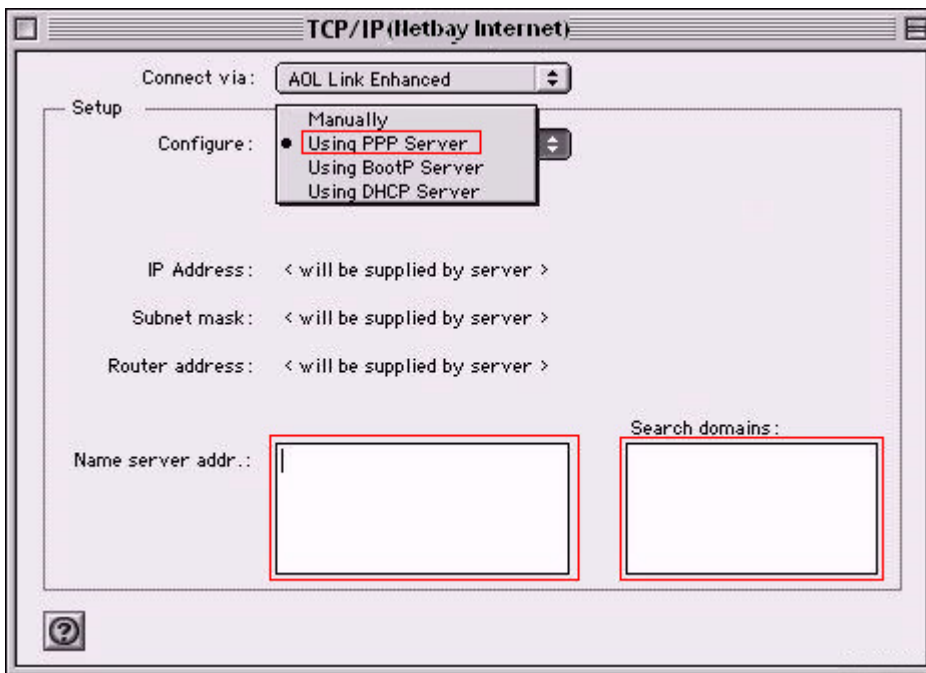 TCP/IP(Netbay Internet)
Connect via: AOL Link Enhanced
Setup
Configure:
Manually
Using PPP Server
Using BootP Server
Using DHCP Server
IP Address: < will be supplied by server >
Subnet mask: < will be supplied by server >
Router address: < will be supplied by server >
Search domains:
Name server addr.:
?